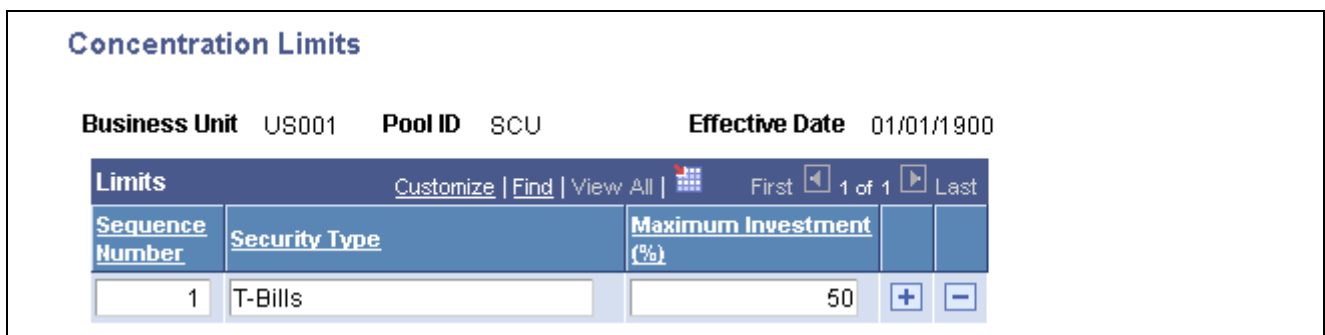 Concentration Limits
Business Unit US001 Pool ID SCU Effective Date 01/01/1900
Limits Customize | Find | View All | First 1 of 1 Last
Sequence Number Security Type Maximum Investment (%)
1 T-Bills 50